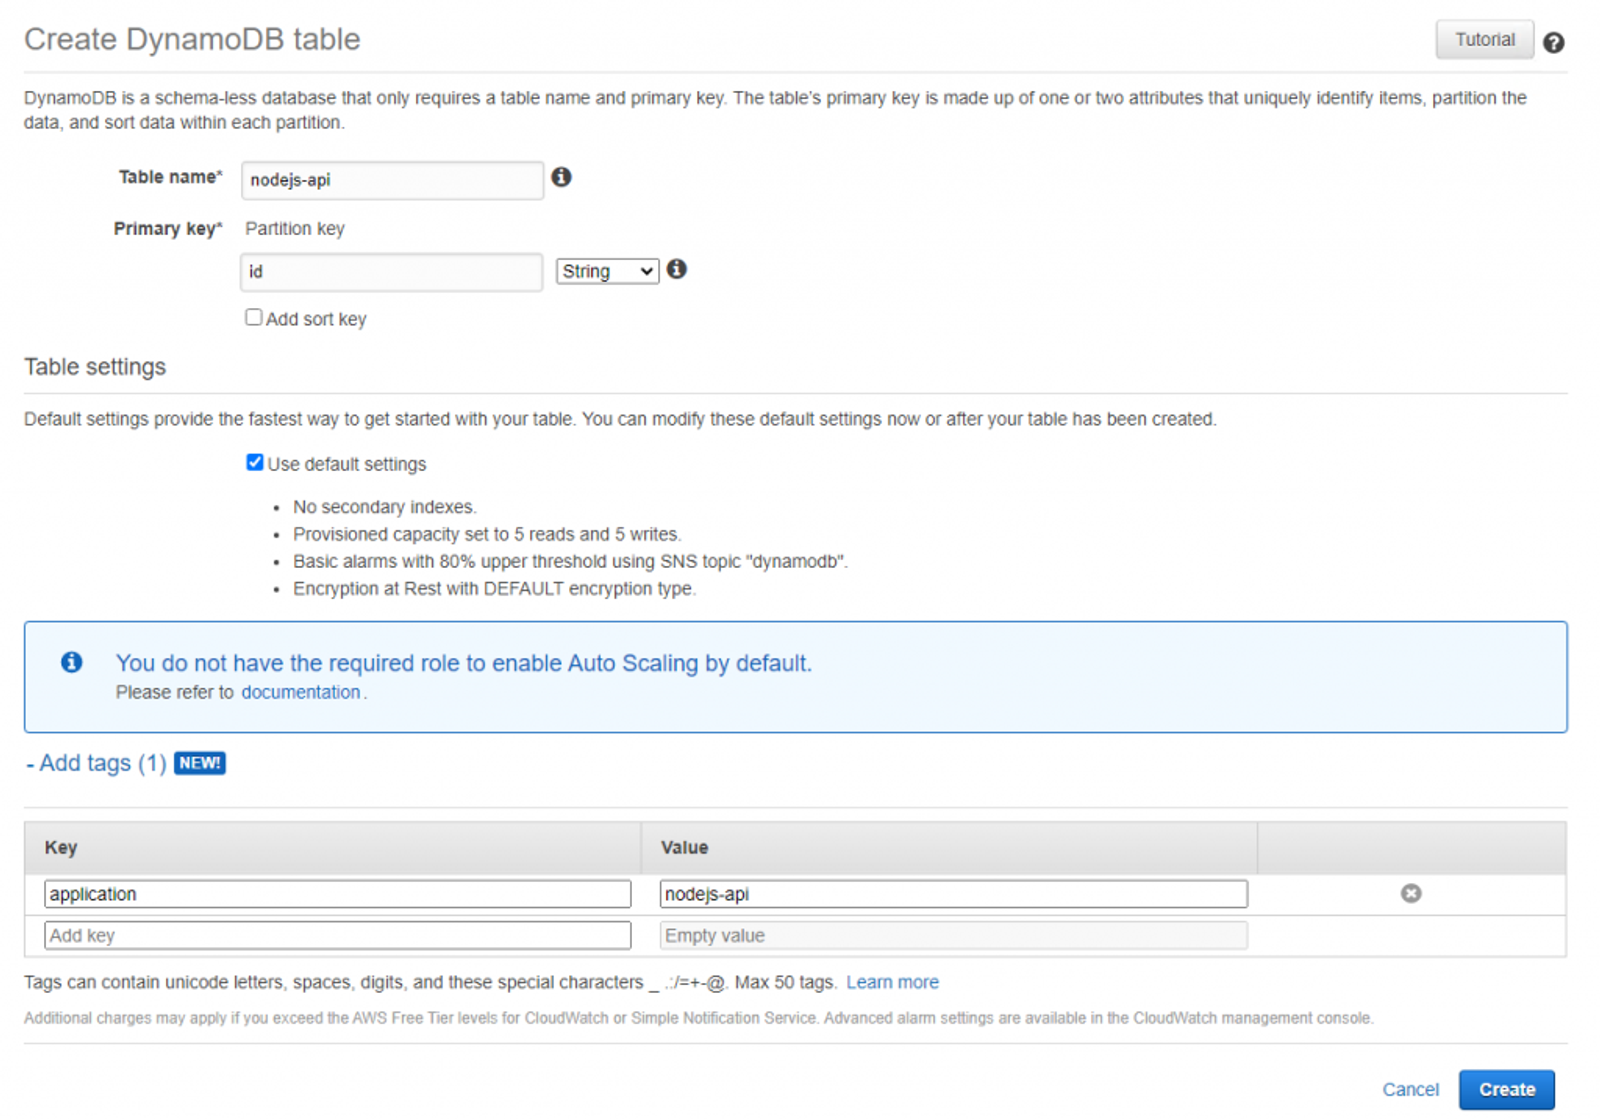 Create DynamoDB table
Tutorial
DynamoDB is a schema-less database that only requires a table name and primary key. The table's primary key is made up of one or two attributes that uniquely identify items, partition the
data, and sort data within each partition.
Table name* nodejs-api
Primary key* Partition key
id String
Add sort key
Table settings
Default settings provide the fastest way to get started with your table. You can modify these default settings now or after your table has been created.
Use default settings
• No secondary indexes.
• Provisioned capacity set to 5 reads and 5 writes.
• Basic alarms with 80% upper threshold using SNS topic "dynamodb".
• Encryption at Rest with DEFAULT encryption type.
You do not have the required role to enable Auto Scaling by default.
Please refer to documentation.
- Add tags (1) NEW!
Key Value
application nodejs-api
Add key Empty value
Tags can contain unicode letters, spaces, digits, and these special characters _ .:/=+-@. Max 50 tags. Learn more
Additional charges may apply if you exceed the AWS Free Tier levels for CloudWatch or Simple Notification Service. Advanced alarm settings are available in the CloudWatch management console.
Cancel Create